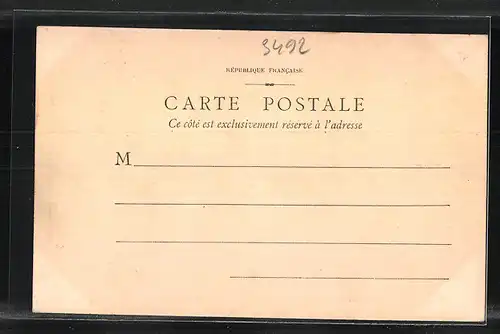 3492
RÉPUBLIQUE FRANÇAISE
CARTE POSTALE
Ce côté est exclusivement réservé à l'adresse
M